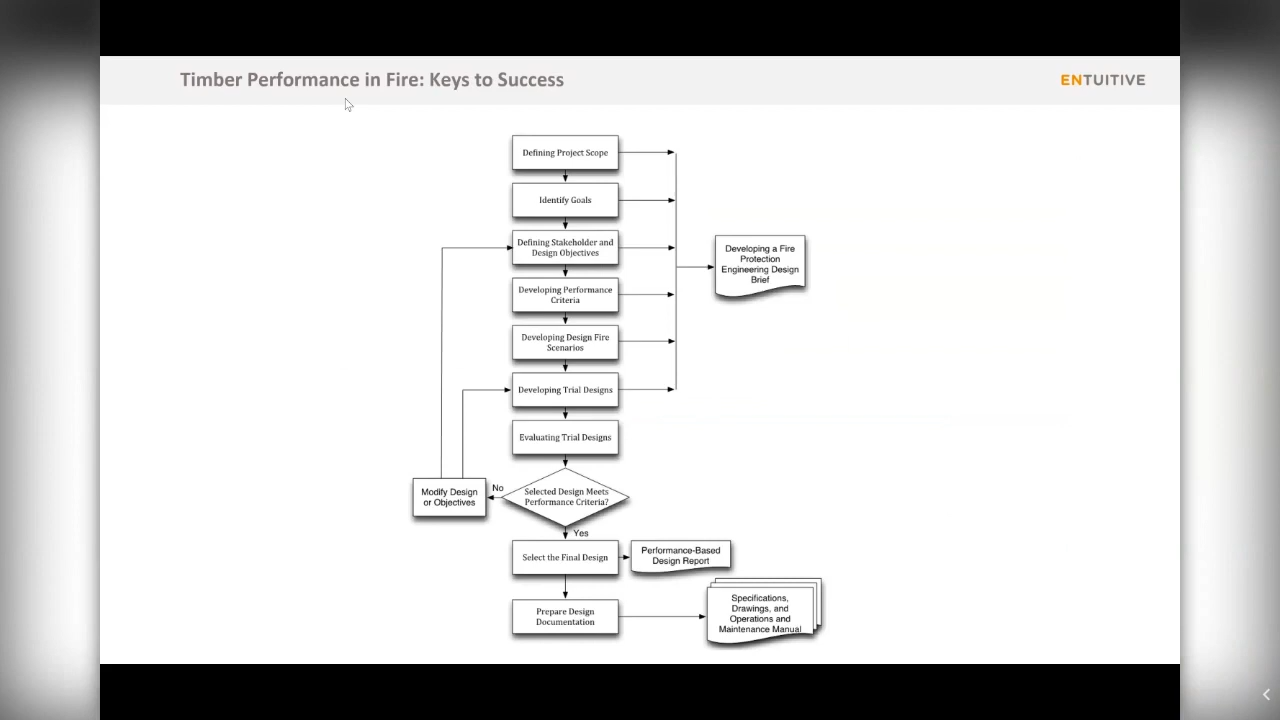 Timber Performance in Fire: Keys to Success
ENTUITIVE
Defining Project Scope
Identify Goals
Defining Stakeholder and
Design Objectives
Developing a Fire
Protection
Engineering Design
Brief
Developing Performance
Criteria
Developing Design Fire
Scenarios
Developing Trial Designs
Evaluating Trial Designs
Selected Design Meets
Performance Criteria?
No
Modify Design
or Objectives
Yes
Select the Final Design
Performance-Based
Design Report
Prepare Design
Documentation
Specifications,
Drawings, and
Operations and
Maintenance Manual